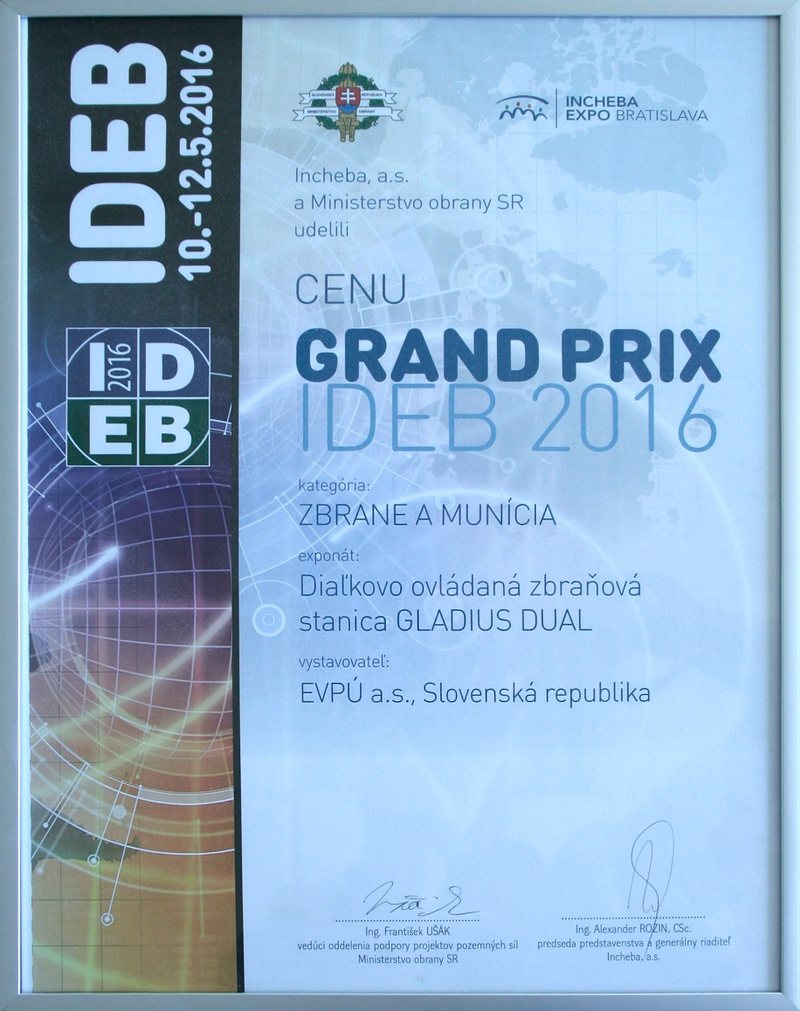 IDEB
10.-12.5.2016
2016
ID
EB
SLOVENSKÁ REPUBLIKA
MINISTERSTVO OBRANY
INCHEBA
EXPO BRATISLAVA
Incheba, a.s.
a Ministerstvo obrany SR
udelili
CENU
GRAND PRIX
IDEB 2016
kategória:
ZBRANE A MUNÍCIA
exponát:
Diaľkovo ovládaná zbraňová
stanica GLADIUS DUAL
vystavovateľ:
EVPÚ a.s., Slovenská republika
Ing. František UŠÁK
vedúci oddelenia podpory projektov pozemných síl
Ministerstvo obrany SR
Ing. Alexander ROZIN, CSc.
predseda predstavenstva a generálny riaditeľ
Incheba, a.s.